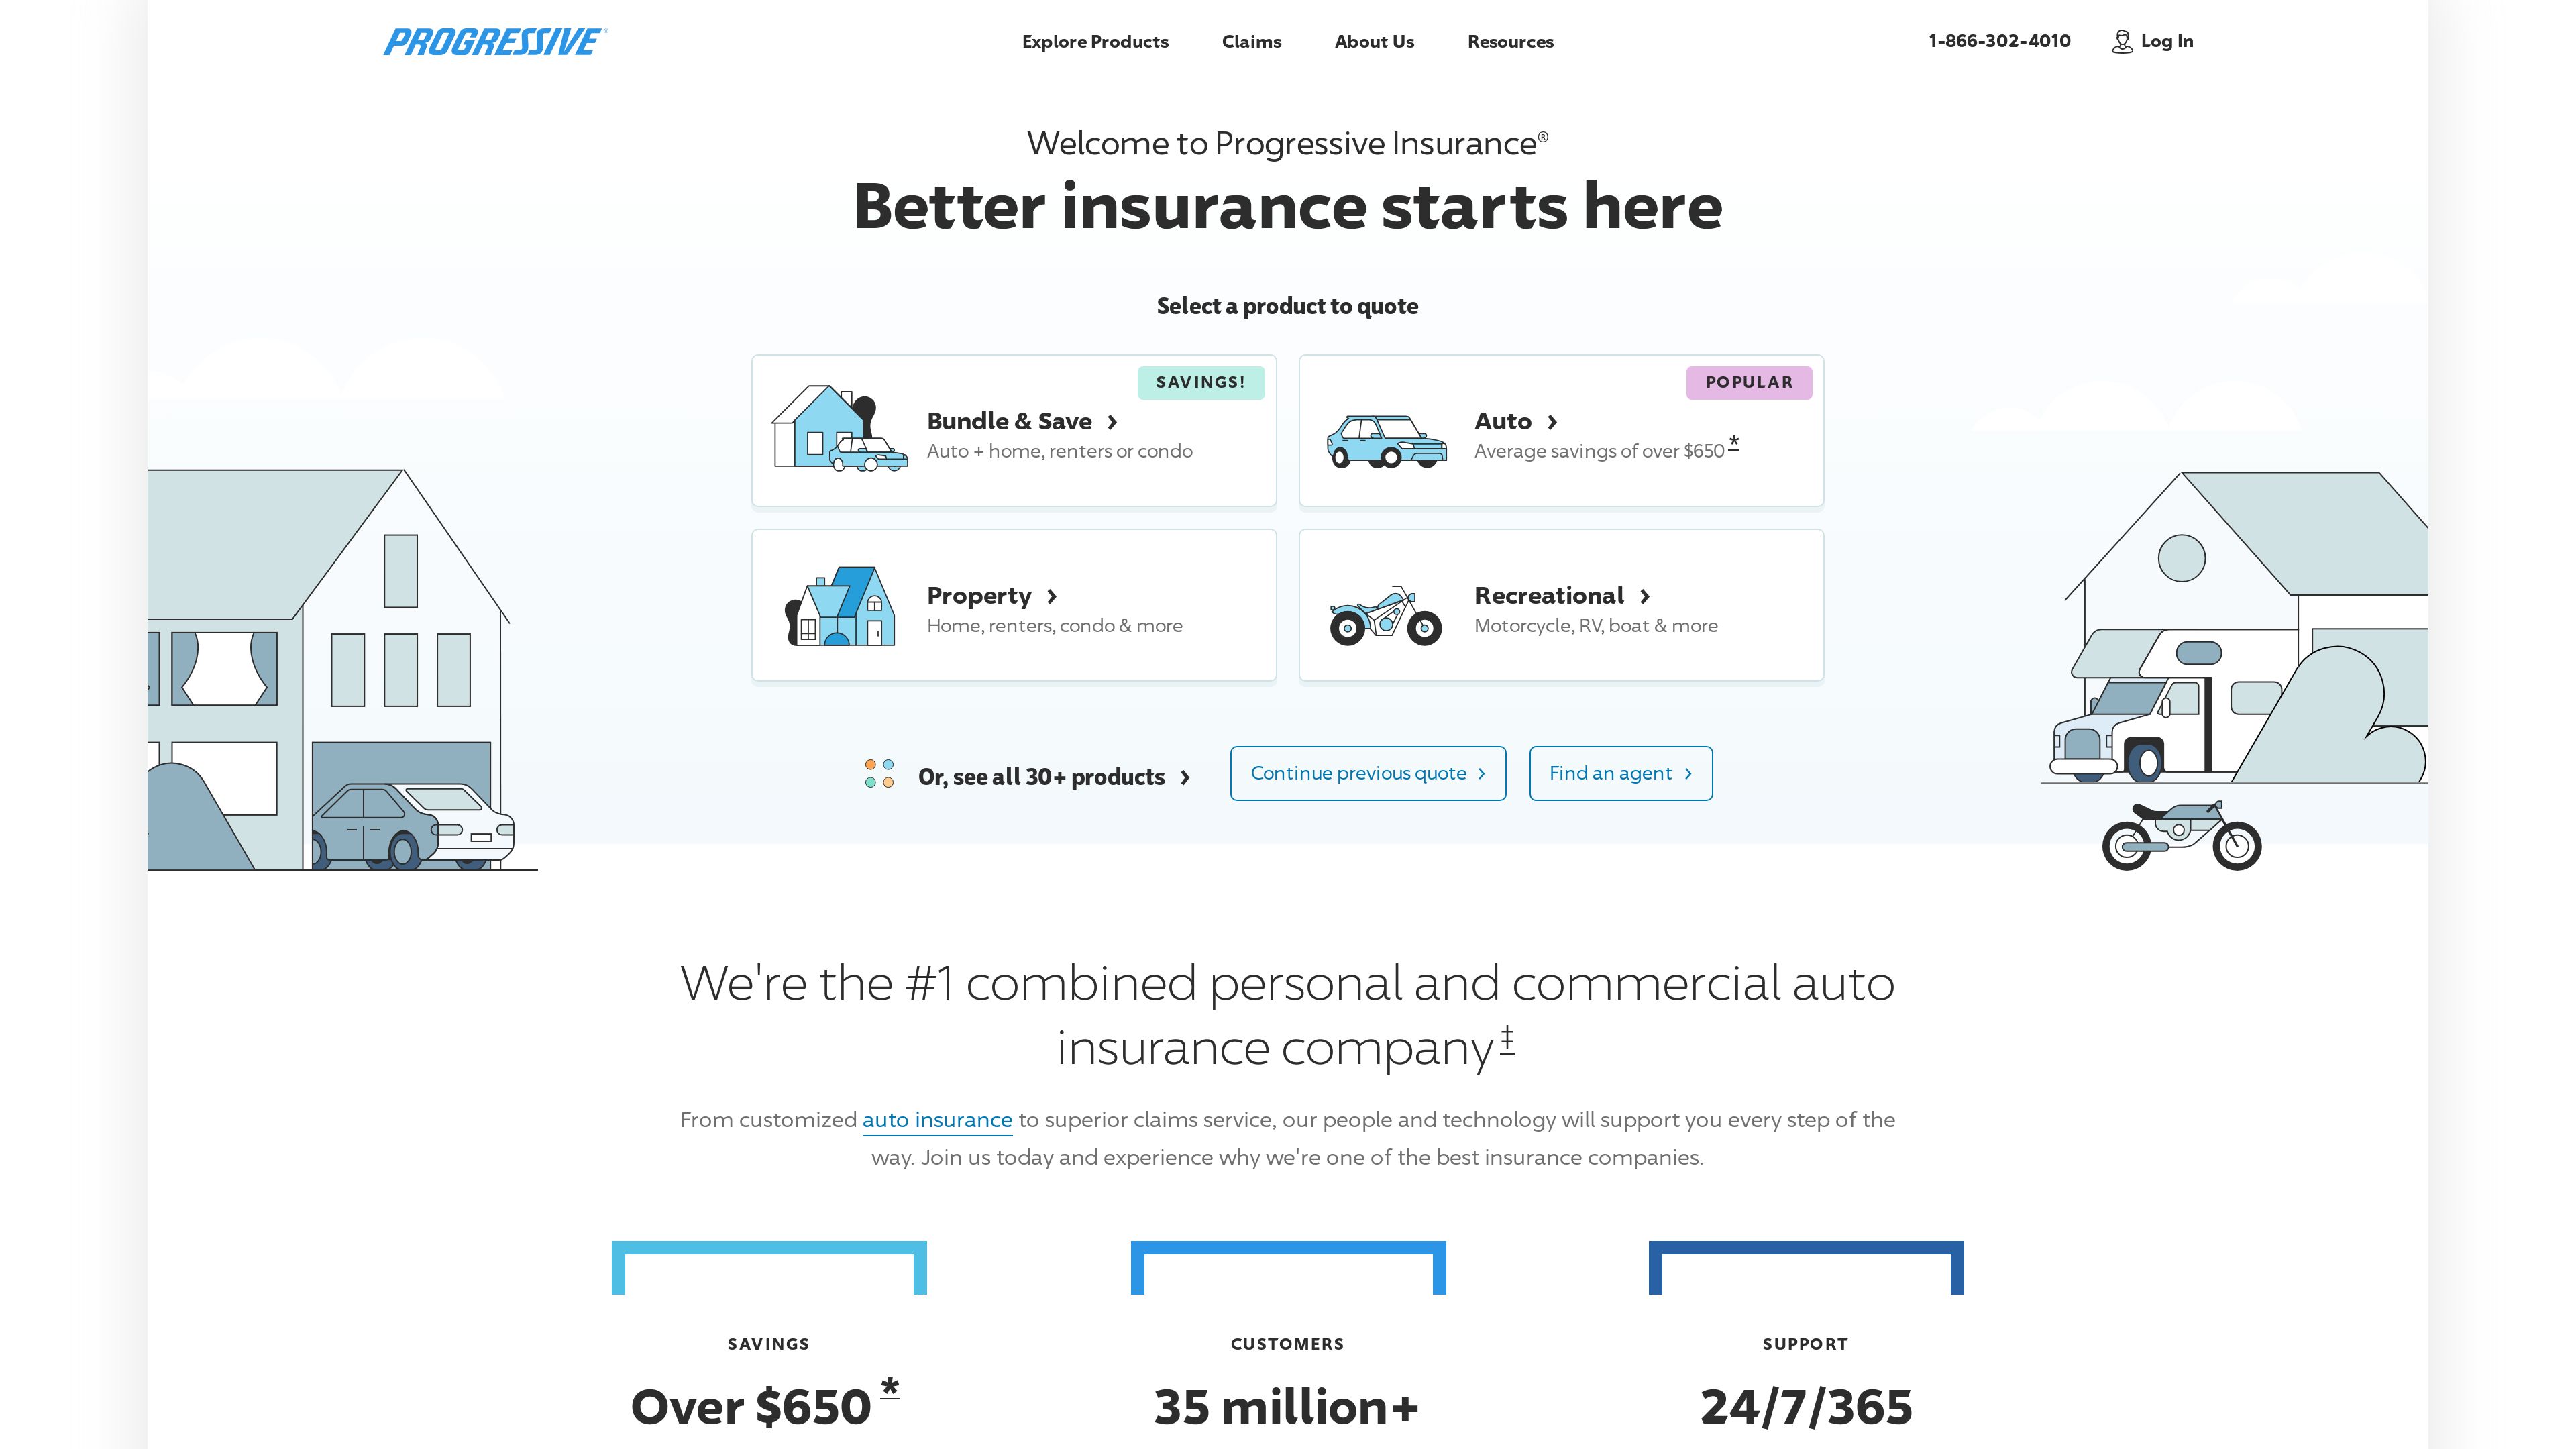 PROGRESSIVE®
Explore Products
Claims
About Us
Resources
1-866-302-4010
Log In
Welcome to Progressive Insurance®
Better insurance starts here
Select a product to quote
SAVINGS!
Bundle & Save
Auto + home, renters or condo
POPULAR
Auto
Average savings of over $650*
Property
Home, renters, condo & more
Recreational
Motorcycle, RV, boat & more
Or, see all 30+ products
Continue previous quote
Find an agent
We're the #1 combined personal and commercial auto
insurance company‡
From customized auto insurance to superior claims service, our people and technology will support you every step of the
way. Join us today and experience why we're one of the best insurance companies.
SAVINGS
Over $650*
CUSTOMERS
35 million+
SUPPORT
24/7/365